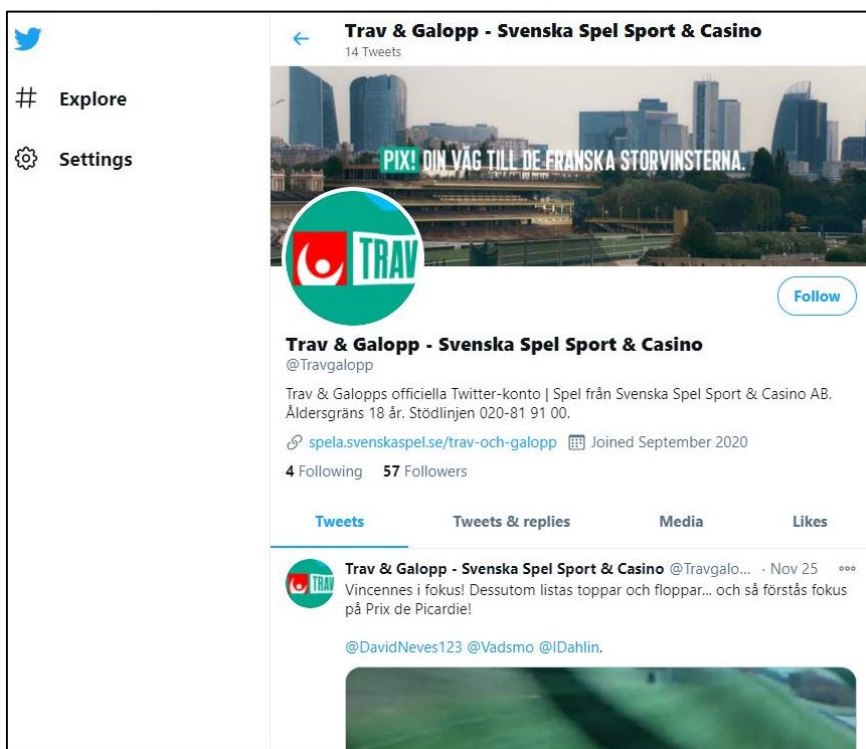 Trav & Galopp - Svenska Spel Sport & Casino
14 Tweets
Explore
Settings
PIX! DIN VÄG TILL DE FRANSKA STORVINSTERNA.
TRAV
Follow
Trav & Galopp - Svenska Spel Sport & Casino
@Travgalopp
Trav & Galopps officiella Twitter-konto | Spel från Svenska Spel Sport & Casino AB.
Åldersgräns 18 år. Stödlinjen 020-81 91 00.
spela.svenskaspel.se/trav-och-galopp Joined September 2020
4 Following 57 Followers
Tweets Tweets & replies Media Likes
Trav & Galopp - Svenska Spel Sport & Casino @Travgalo... · Nov 25
TRAV
Vincennes i fokus! Dessutom listas toppar och floppar... och så förstås fokus
på Prix de Picardie!
@DavidNeves123 @Vadsmo @IDahlin.